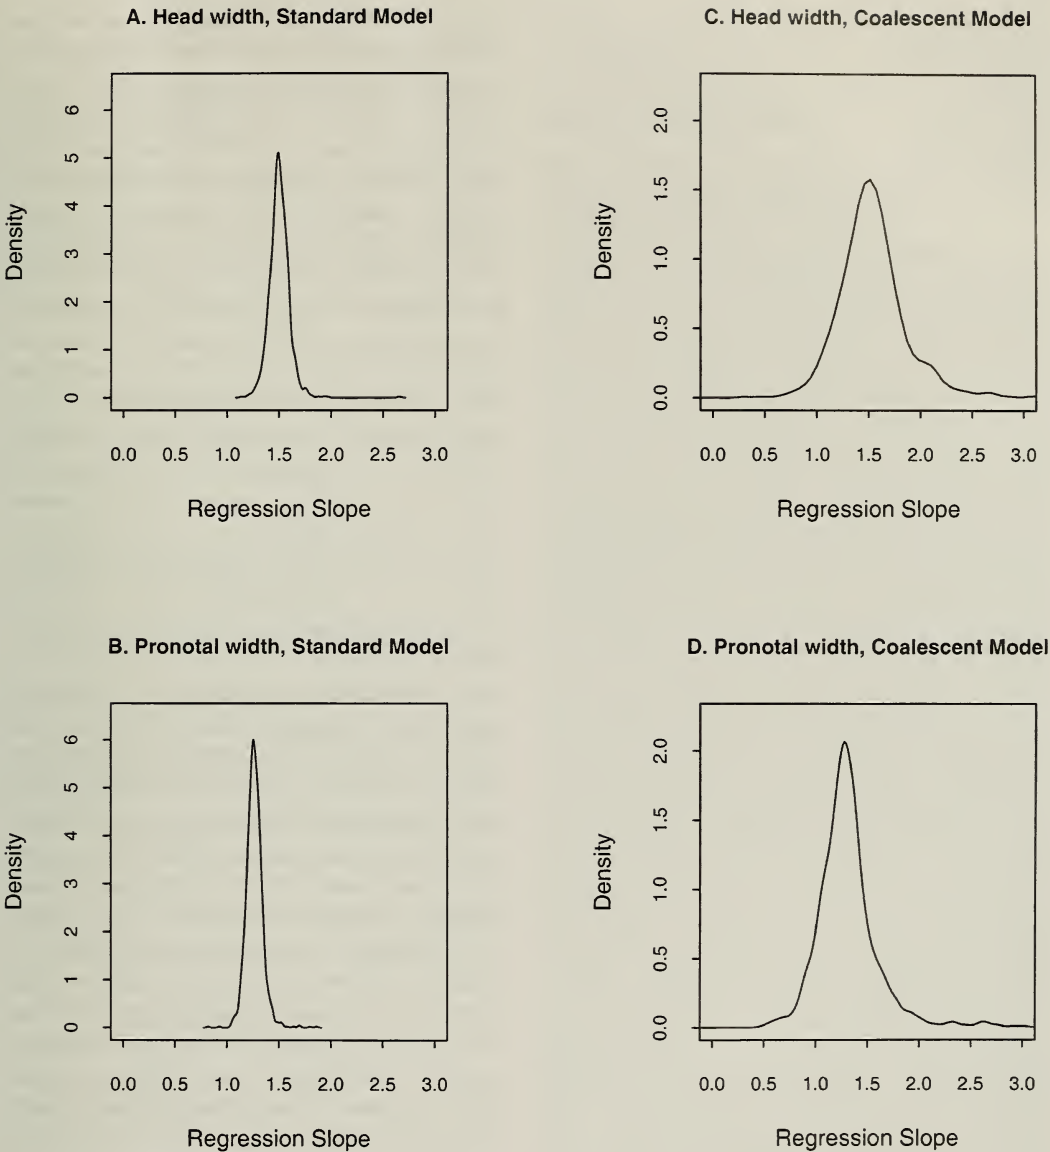 A. Head width, Standard Model
Density
6
5
4
3
2
1
0
0.0 0.5 1.0 1.5 2.0 2.5 3.0
Regression Slope
C. Head width, Coalescent Model
Density
2.0
1.5
1.0
0.5
0.0
0.0 0.5 1.0 1.5 2.0 2.5 3.0
Regression Slope
B. Pronotal width, Standard Model
Density
6
5
4
3
2
1
0
0.0 0.5 1.0 1.5 2.0 2.5 3.0
Regression Slope
D. Pronotal width, Coalescent Model
Density
2.0
1.5
1.0
0.5
0.0
0.0 0.5 1.0 1.5 2.0 2.5 3.0
Regression Slope